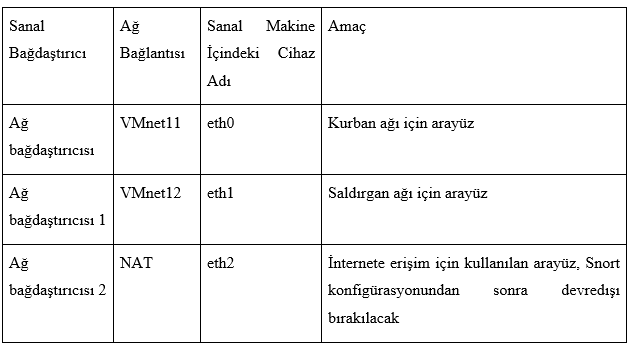 Sanal Bağdaştırıcı
Ağ Bağlantısı
Sanal Makine İçindeki Cihaz Adı
Amaç
Ağ bağdaştırıcısı
VMnet11
eth0
Kurban ağı için arayüz
Ağ bağdaştırıcısı 1
VMnet12
eth1
Saldırgan ağı için arayüz
Ağ bağdaştırıcısı 2
NAT
eth2
İnternete erişim için kullanılan arayüz, Snort
konfigürasyonundan sonra devredışı
bırakılacak